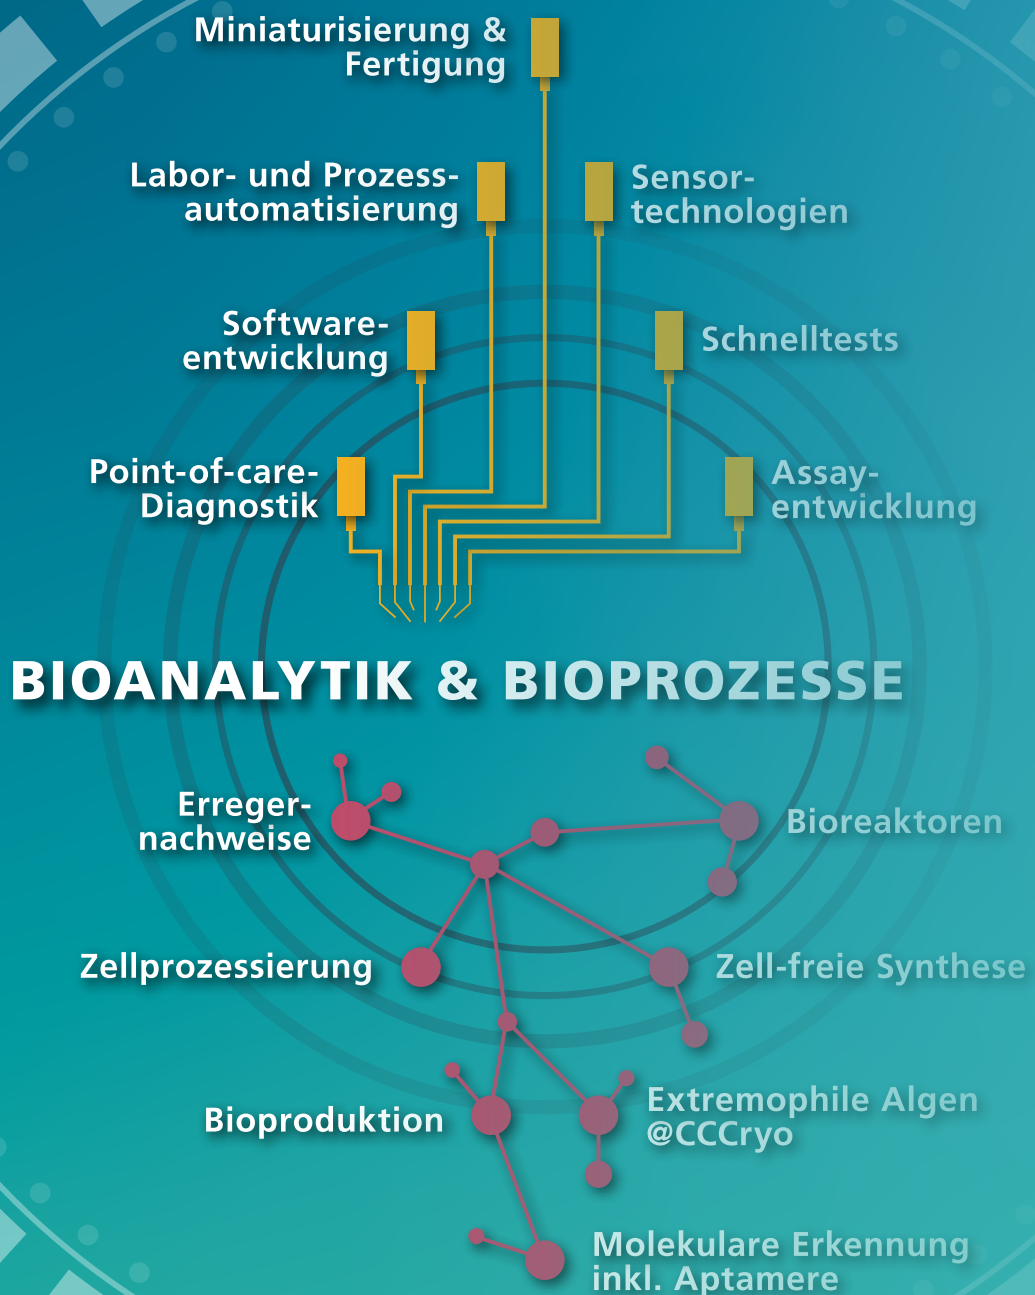 Miniaturisierung &
Fertigung
Labor- und Prozess-
automatisierung
Sensor-
technologien
Software-
entwicklung
Schnelltests
Point-of-care-
Diagnostik
Assay-
entwicklung
BIOANALYTIK & BIOPROZESSE
Erreger-
nachweise
Bioreaktoren
Zellprozessierung
Zell-freie Synthese
Bioproduktion
Extremophile Algen
@CCCryo
Molekulare Erkennung
inkl. Aptamere